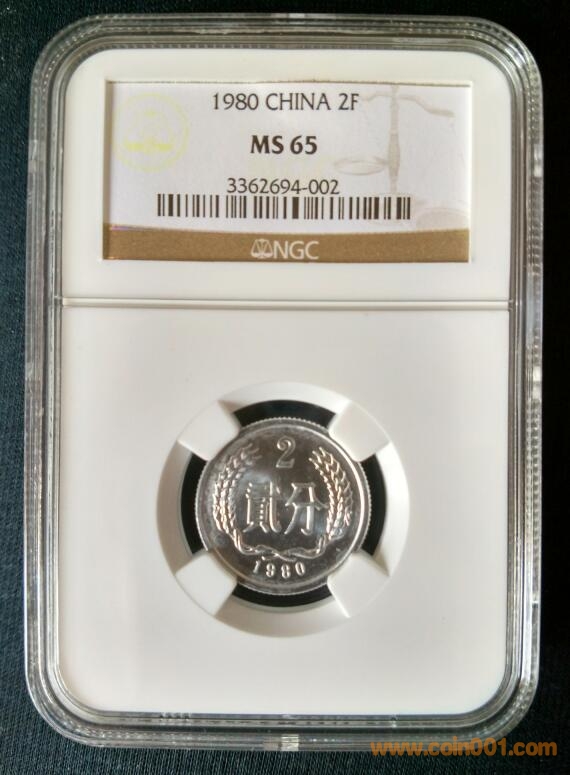 1980 CHINA 2F
MS 65
3362694-002
NGC
2
貳分
1980
www.coin001.com